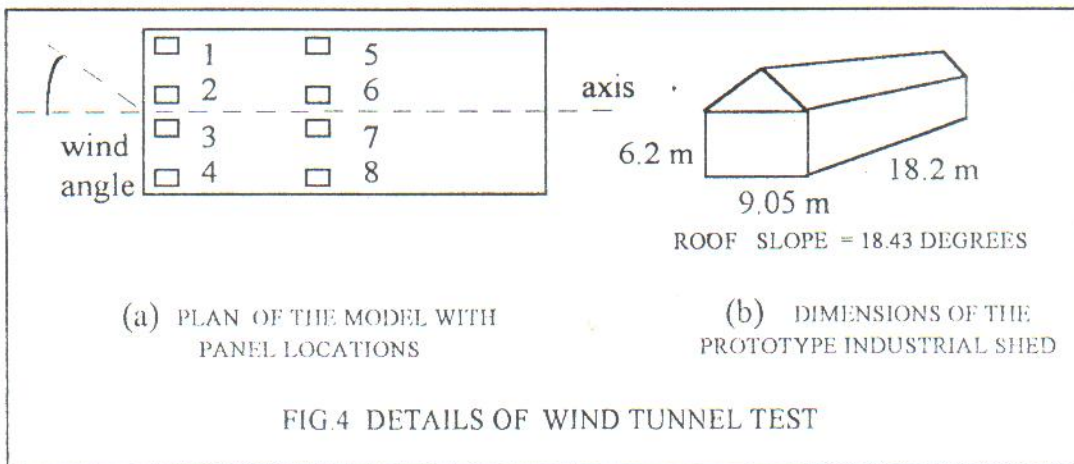 1 5
2 6
3 7
4 8
wind
angle
axis
6.2 m
18.2 m
9.05 m
ROOF SLOPE = 18.43 DEGREES
(a) PLAN OF THE MODEL WITH
PANEL LOCATIONS
(b) DIMENSIONS OF THE
PROTOTYPE INDUSTRIAL SHED
FIG.4 DETAILS OF WIND TUNNEL TEST